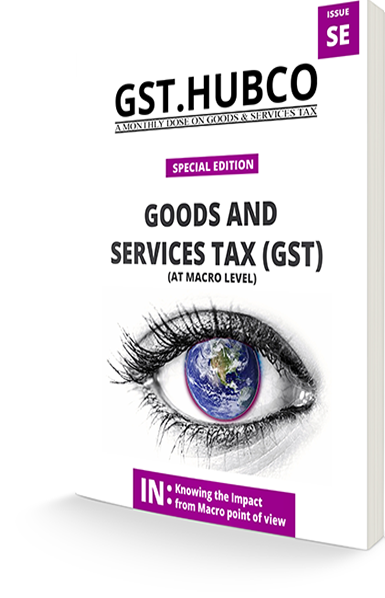 ISSUE
SE
GST.HUBCO
A MONTHLY DOSE ON GOODS & SERVICES TAX
SPECIAL EDITION
GOODS AND
SERVICES TAX (GST)
(AT MACRO LEVEL)
IN: Knowing the Impact
from Macro point of view